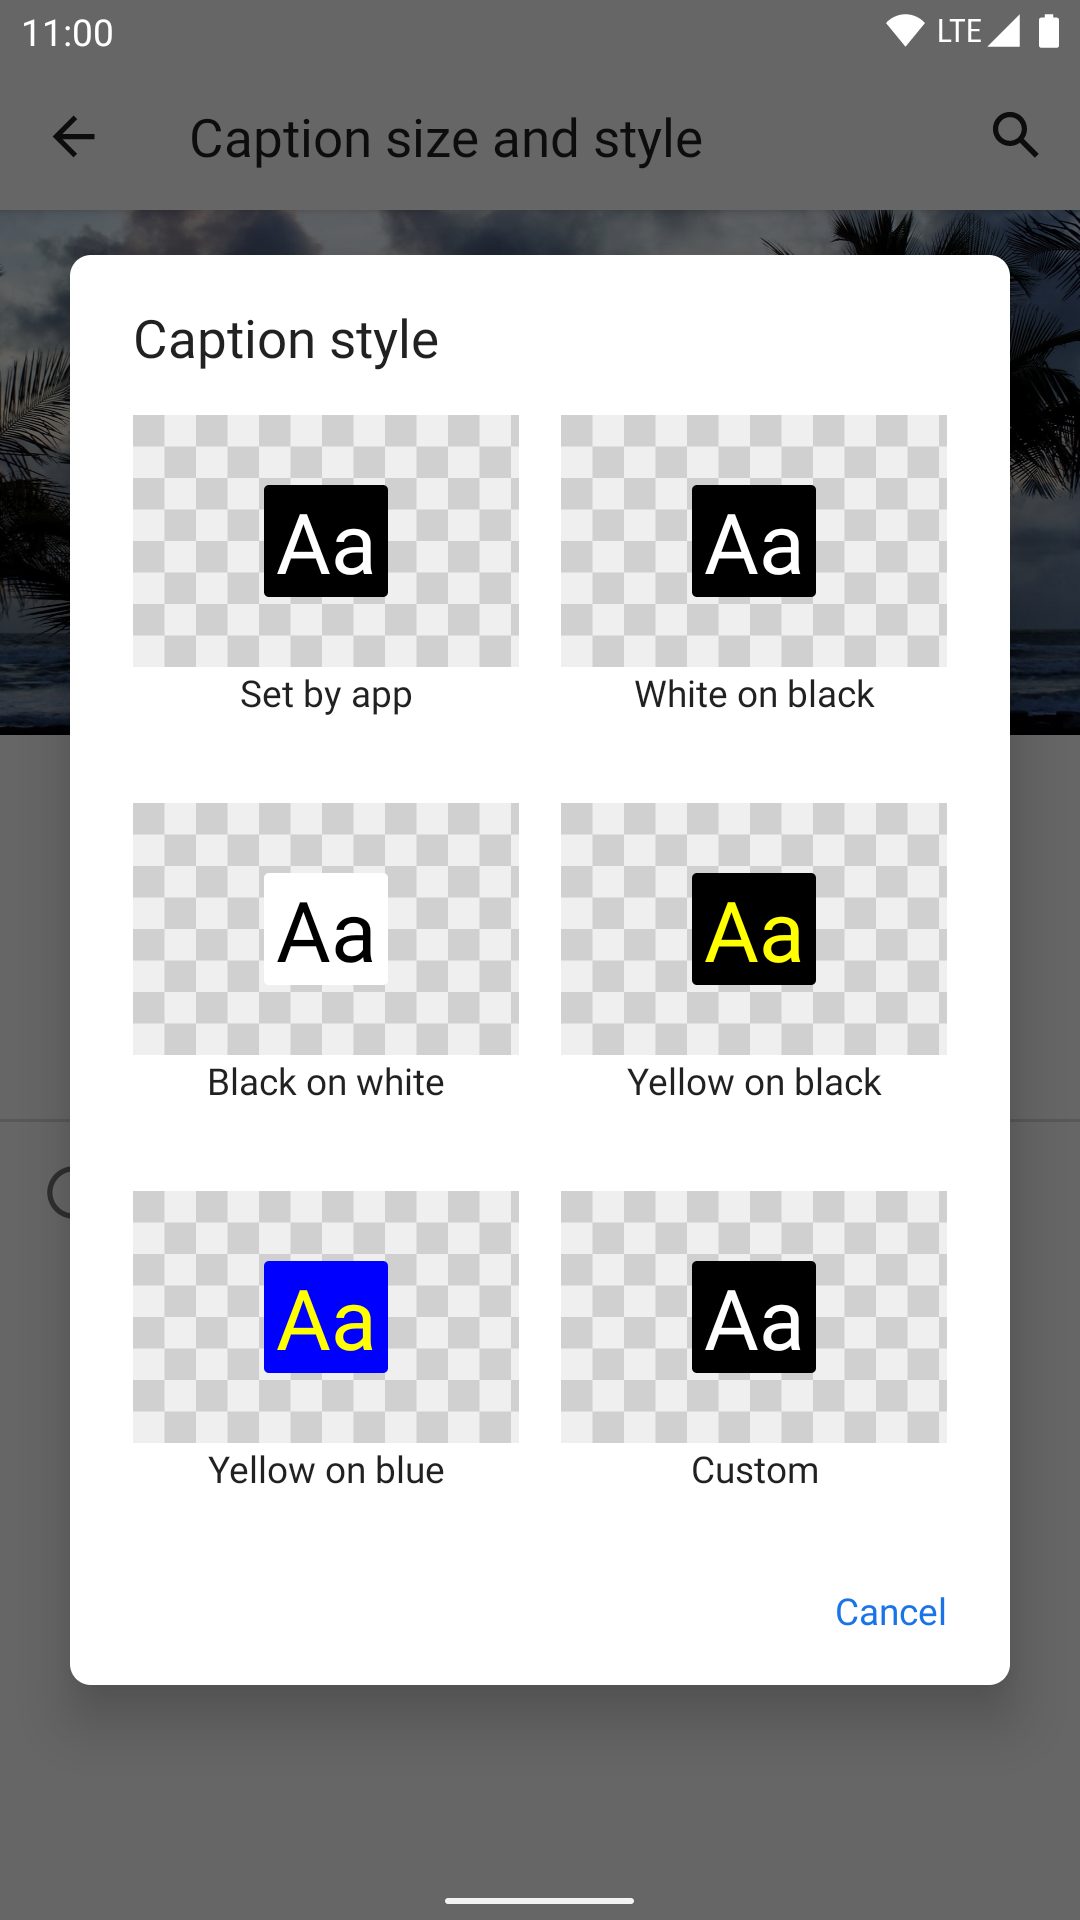 11:00 LTE
Caption size and style
Caption style
Aa Aa
Set by app White on black
Aa Aa
Black on white Yellow on black
Aa Aa
Yellow on blue Custom
Cancel